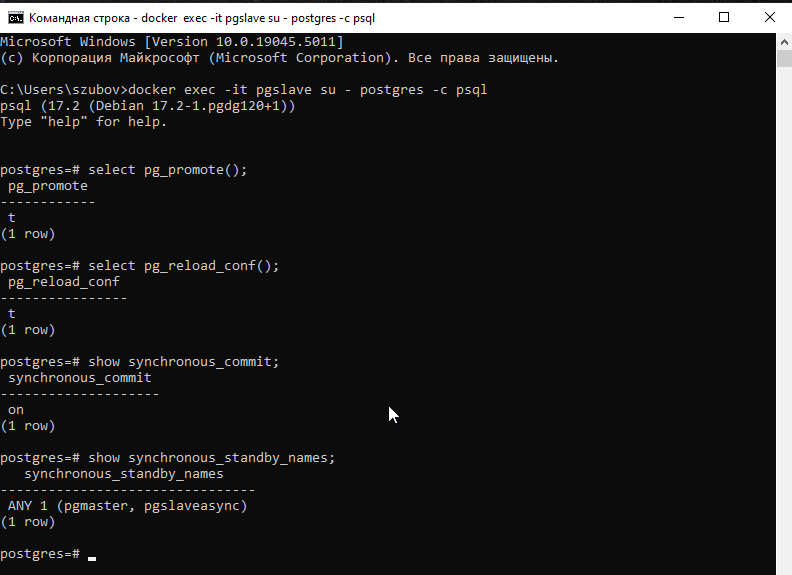 Командная строка - docker exec -it pgslave su - postgres -c psql
Microsoft Windows [Version 10.0.19045.5011]
(c) Корпорация Майкрософт (Microsoft Corporation). Все права защищены.
C:\Users\szubov>docker exec -it pgslave su - postgres -c psql
psql (17.2 (Debian 17.2-1.pgdg120+1))
Type "help" for help.
postgres=# select pg_promote();
pg_promote
------------
t
(1 row)
postgres=# select pg_reload_conf();
pg_reload_conf
----------------
t
(1 row)
postgres=# show synchronous_commit;
synchronous_commit
--------------------
on
(1 row)
postgres=# show synchronous_standby_names;
synchronous_standby_names
--------------------------------
ANY 1 (pgmaster, pgslaveasync)
(1 row)
postgres=#